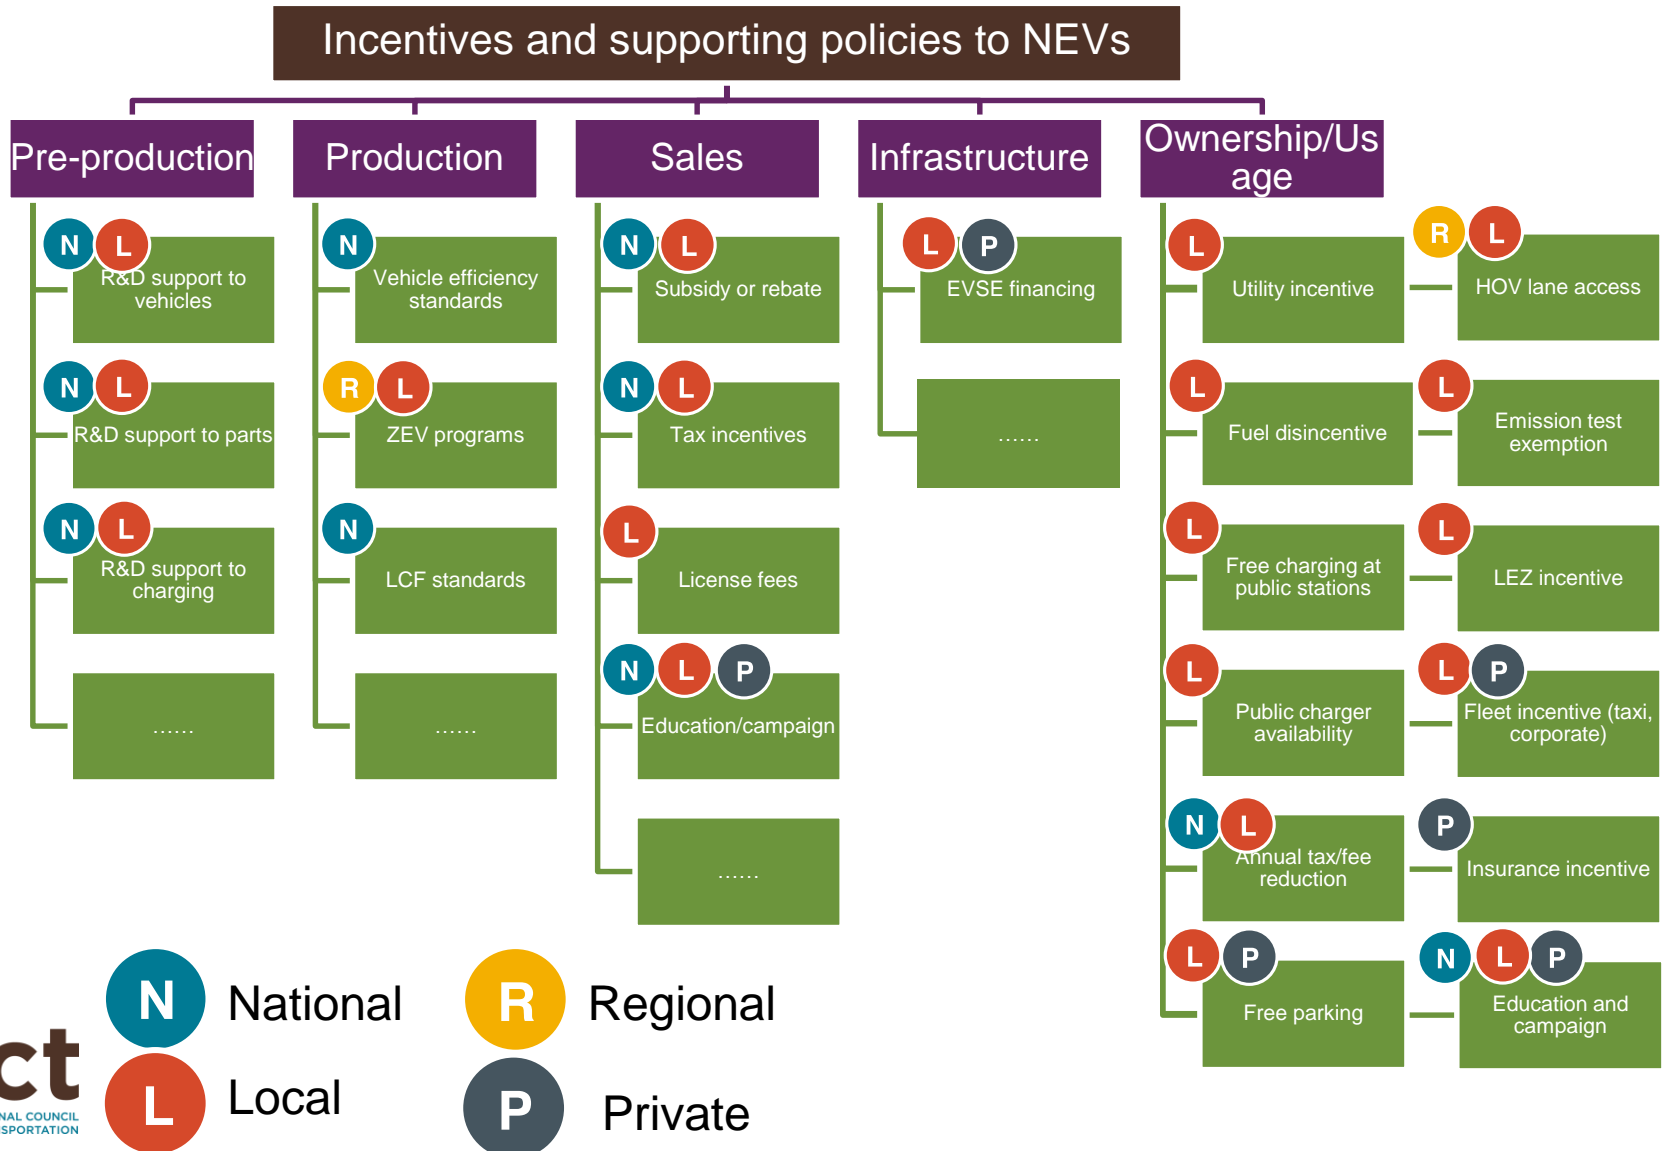 Incentives and supporting policies to NEVs
Pre-production
Production
Sales
Infrastructure
Ownership/Us
age
N L
R&D support to
vehicles
N L
R&D support to parts
N L
R&D support to
charging
......
N
Vehicle efficiency
standards
R L
ZEV programs
N
LCF standards
......
N L
Subsidy or rebate
N L
Tax incentives
L
License fees
N L P
Education/campaign
......
L P
EVSE financing
......
L
Utility incentive
R L
HOV lane access
L
Fuel disincentive
L
Emission test
exemption
L
Free charging at
public stations
L
LEZ incentive
L
Public charger
availability
L P
Fleet incentive (taxi,
corporate)
N L
Annual tax/fee
reduction
P
Insurance incentive
L P
Free parking
N L P
Education and
campaign
N National
R Regional
L Local
P Private
ct
NAL COUNCIL
SPORTATION